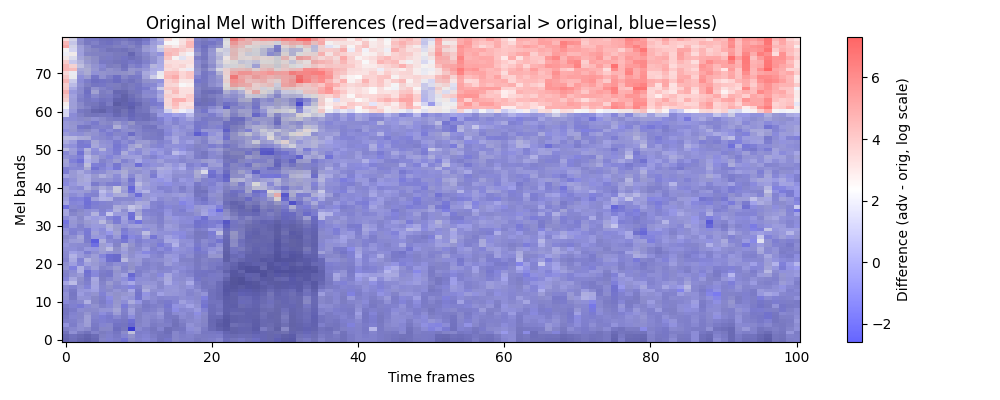 Original Mel with Differences (red=adversarial > original, blue=less)
Mel bands
70
60
50
40
30
20
10
0
0 20 40 60 80 100
Time frames
6
4
2
0
−2
Difference (adv - orig, log scale)